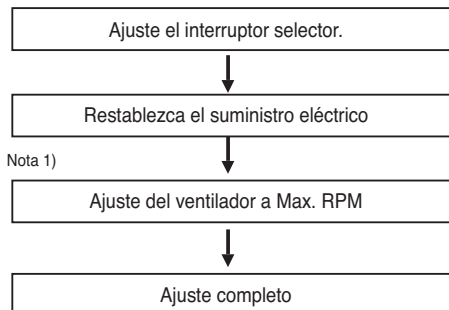 Ajuste el interruptor selector.
Restablezca el suministro eléctrico
Nota 1)
Ajuste del ventilador a Max. RPM
Ajuste completo